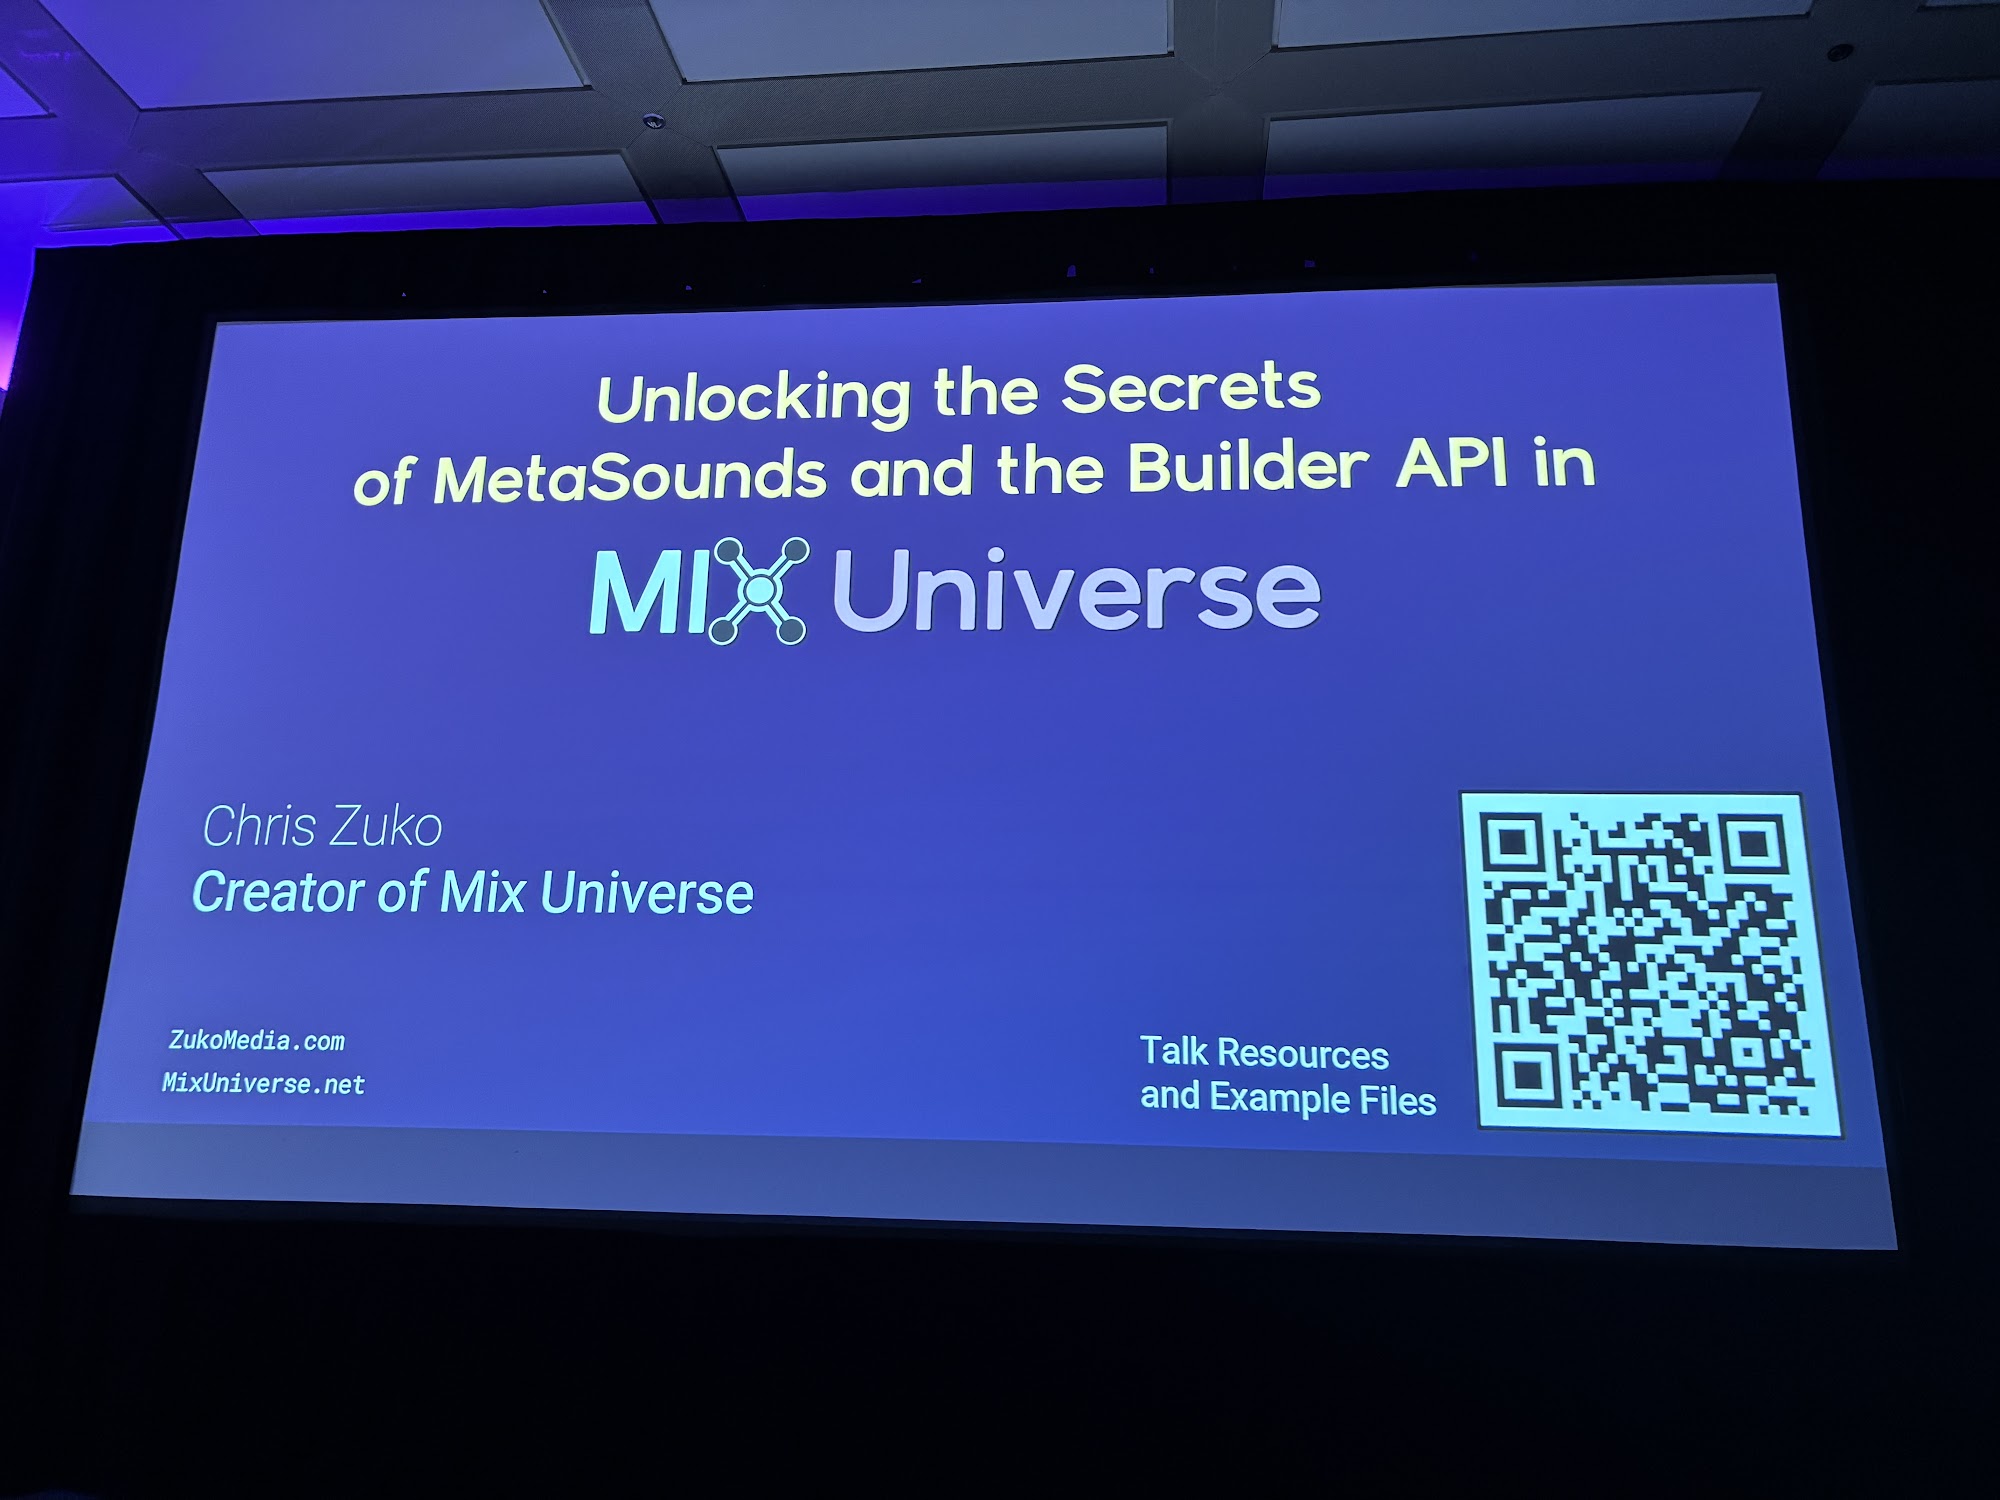 Unlocking the Secrets
of MetaSounds and the Builder API in
MIX Universe
Chris Zuko
Creator of Mix Universe
ZukoMedia.com
MixUniverse.net
Talk Resources
and Example Files